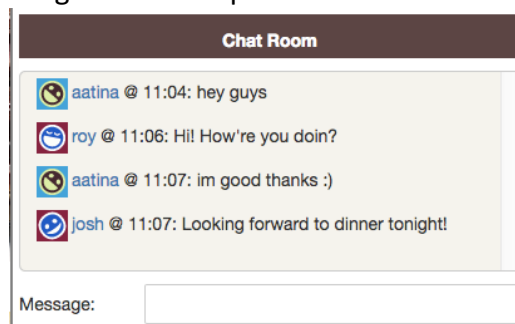 Chat Room
aatina @ 11:04: hey guys
roy @ 11:06: Hi! How're you doin?
aatina @ 11:07: im good thanks :)
josh @ 11:07: Looking forward to dinner tonight!
Message: